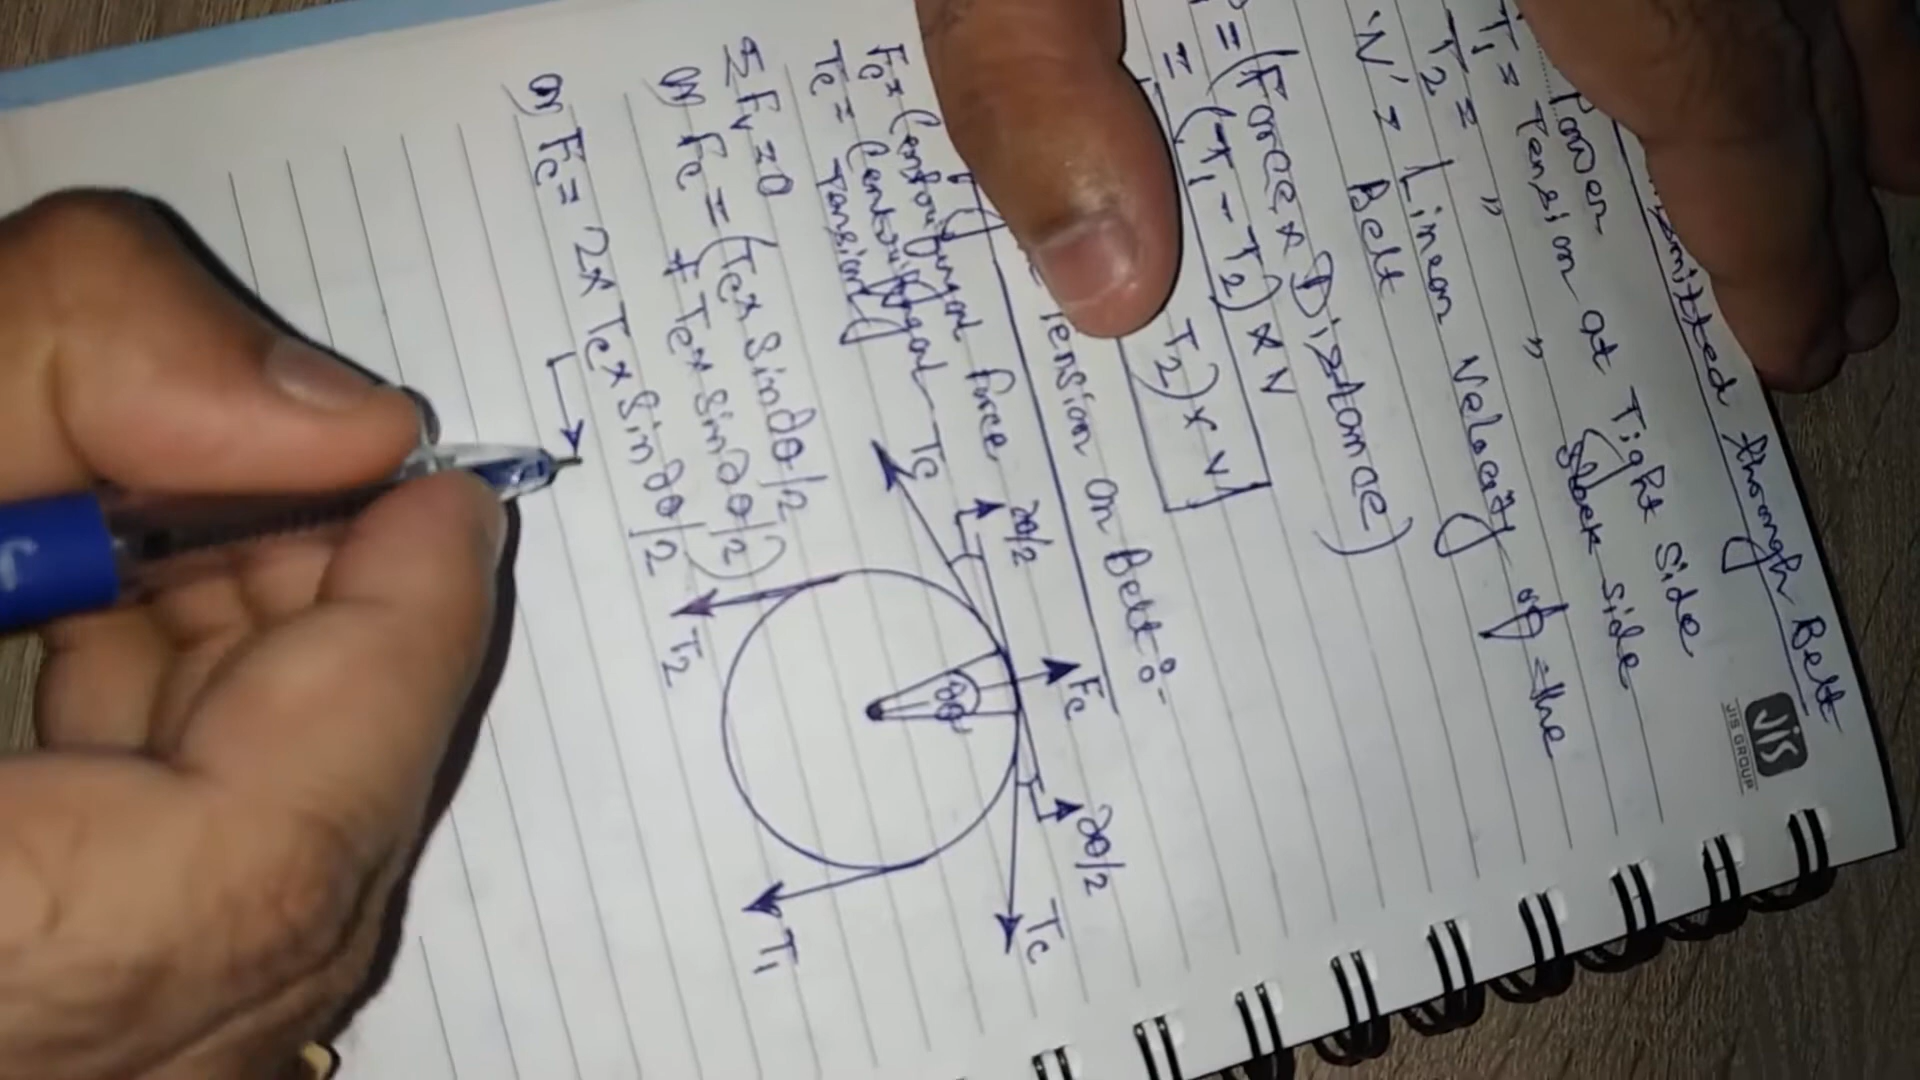 Transmitted through Belt
Power
T₁ = Tension at Tight Side
T₂ = " " Slack Side
'V' = Linear Velocity of the
Belt
P = (Force x Distance)
= (T₁ - T₂) x V
T₂) x V
Tension on Belt :-
Fc = Centrifugal Force
Tc = Centrifugal
Tension
ΣFv = 0
or Fc = (Tc x Sin∂θ/2
+ Tc x Sin∂θ/2)
or Fc = 2 x Tc x Sin∂θ/2
Tc
∂θ/2
Fc
∂θ
∂θ/2
Tc
T₂
T₁
JIS
JIS GROUP